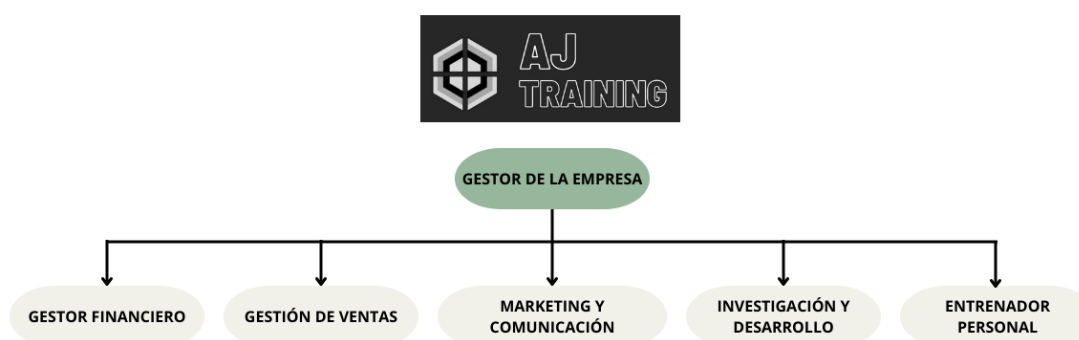 AJ
TRAINING
GESTOR DE LA EMPRESA
GESTOR FINANCIERO
GESTIÓN DE VENTAS
MARKETING Y
COMUNICACIÓN
INVESTIGACIÓN Y
DESARROLLO
ENTRENADOR
PERSONAL